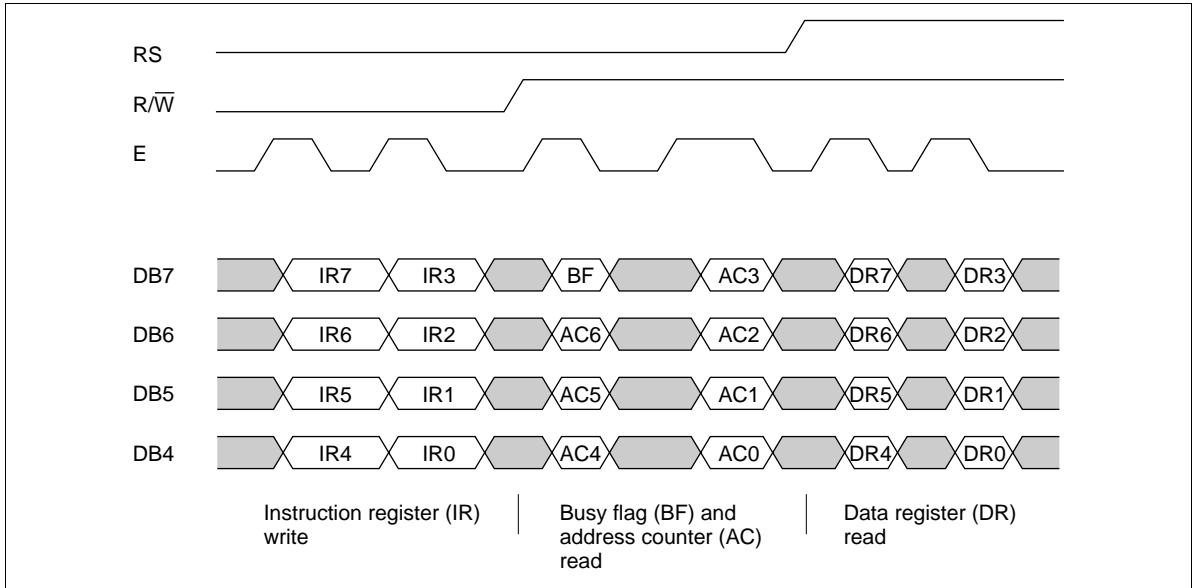 RS
R/W̅
E
DB7 IR7 IR3 BF AC3 DR7 DR3
DB6 IR6 IR2 AC6 AC2 DR6 DR2
DB5 IR5 IR1 AC5 AC1 DR5 DR1
DB4 IR4 IR0 AC4 AC0 DR4 DR0
Instruction register (IR)
write
Busy flag (BF) and
address counter (AC)
read
Data register (DR)
read